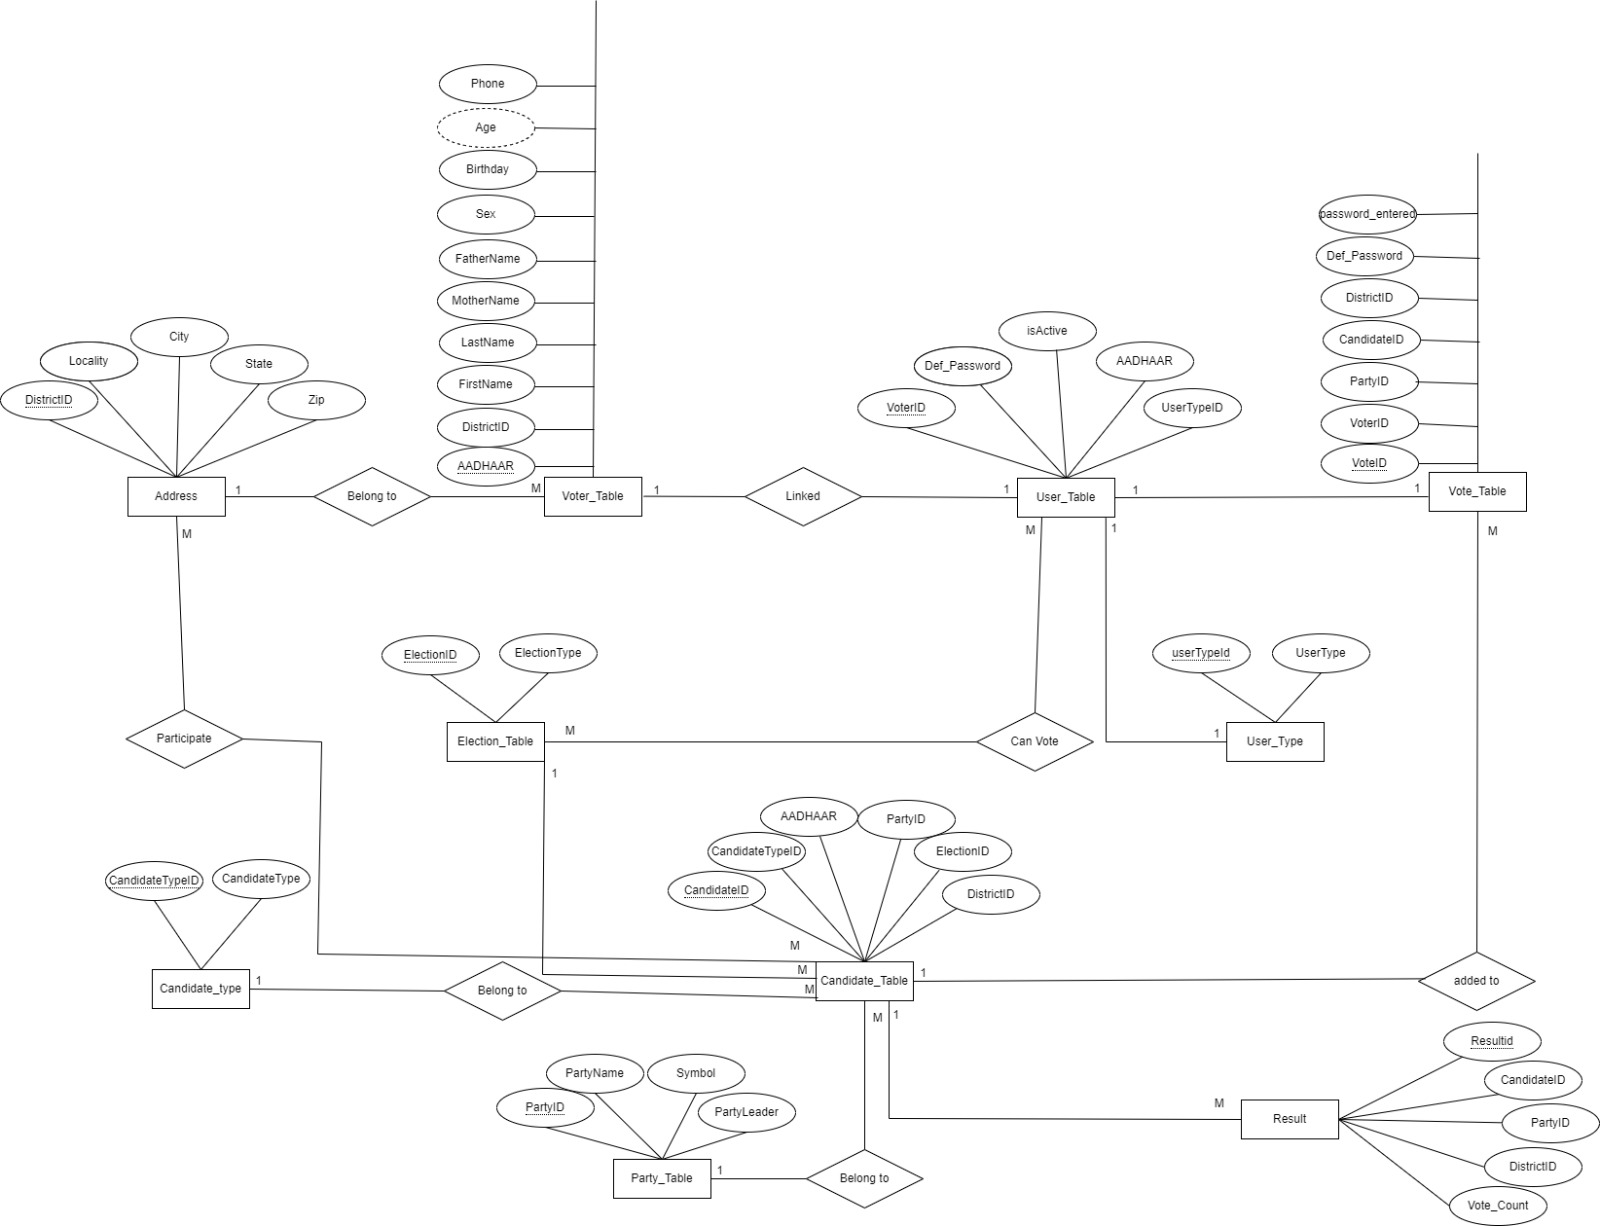 Phone
Age
Birthday
Sex
FatherName
MotherName
LastName
FirstName
DistrictID
AADHAAR
City
Locality
State
DistrictID
Zip
isActive
Def_Password
AADHAAR
VoterID
UserTypeID
password_entered
Def_Password
DistrictID
CandidateID
PartyID
VoterID
VoteID
Address
1
Belong to
M
Voter_Table
1
Linked
1
User_Table
1
1
Vote_Table
M
M
1
M
ElectionID
ElectionType
userTypeId
UserType
Participate
Election_Table
M
Can Vote
1
User_Type
1
AADHAAR
PartyID
CandidateTypeID
ElectionID
CandidateID
DistrictID
CandidateTypeID
CandidateType
M
M
M
Candidate_type
1
Belong to
Candidate_Table
1
added to
M
1
Resultid
CandidateID
PartyID
DistrictID
Vote_Count
M
Result
PartyName
Symbol
PartyID
PartyLeader
Party_Table
1
Belong to